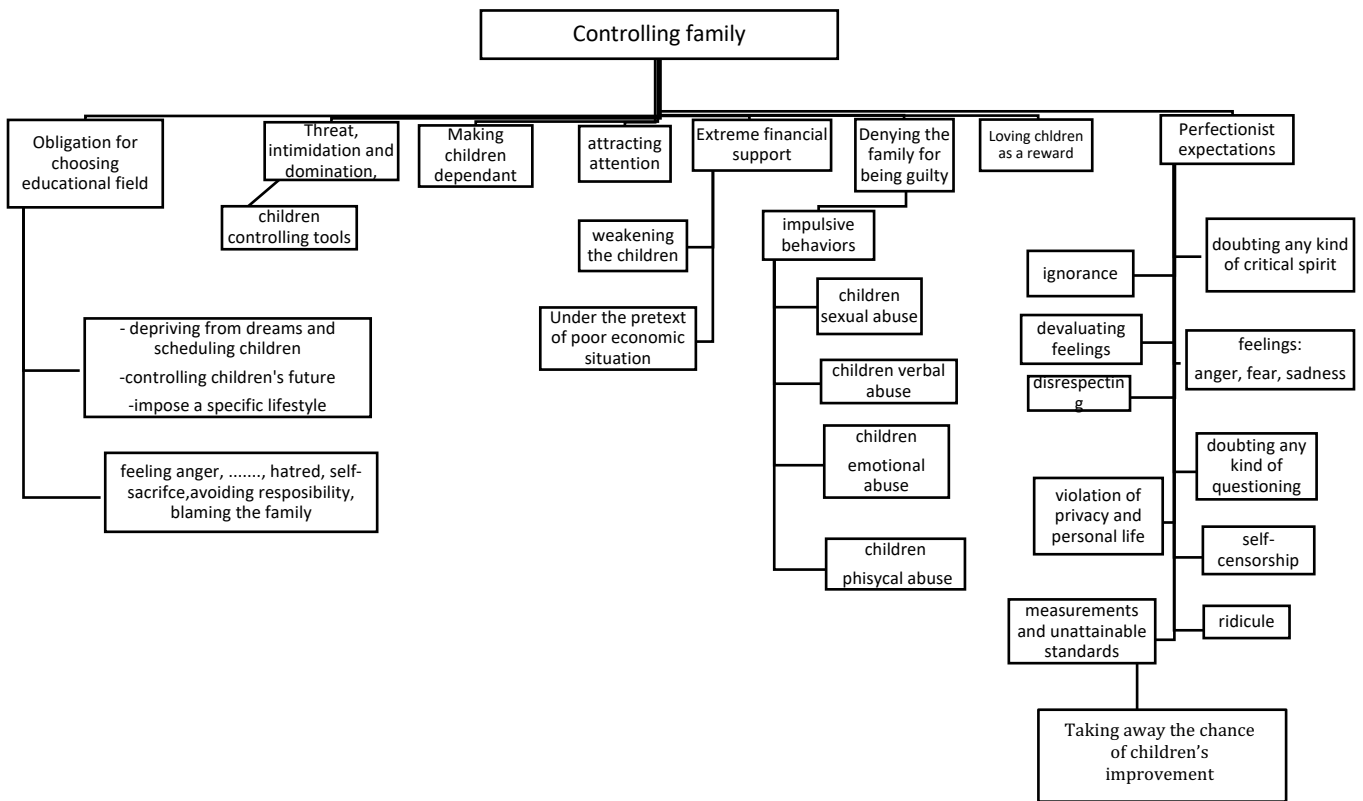 Controlling family
Obligation for
choosing
educational field
Threat,
intimidation and
domination,
Making
children
dependant
attracting
attention
Extreme financial
support
Denying the
family for
being guilty
Loving chldren
as a reward
Perfectionist
expectations
children
controlling tools
- depriving from dreams and
scheduling children
-controlling children's future
-impose a specific lifestyle
feeling anger, ......., hatred, self-
sacrifce,avoiding resposibility,
blaming the family
weakening
the children
Under the pretext
of poor economic
situation
impulsive
behaviors
children
sexual abuse
children verbal
abuse
children
emotional
abuse
children
phisycal abuse
ignorance
devaluating
feelings
disrespectin
g
violation of
privacy and
personal life
measurements
and unattainable
standards
doubting any kind
of critical spirit
feelings:
anger, fear, sadness
doubting any
kind of
questioning
self-
censorship
ridicule
Taking away the chance
of children’s
improvement